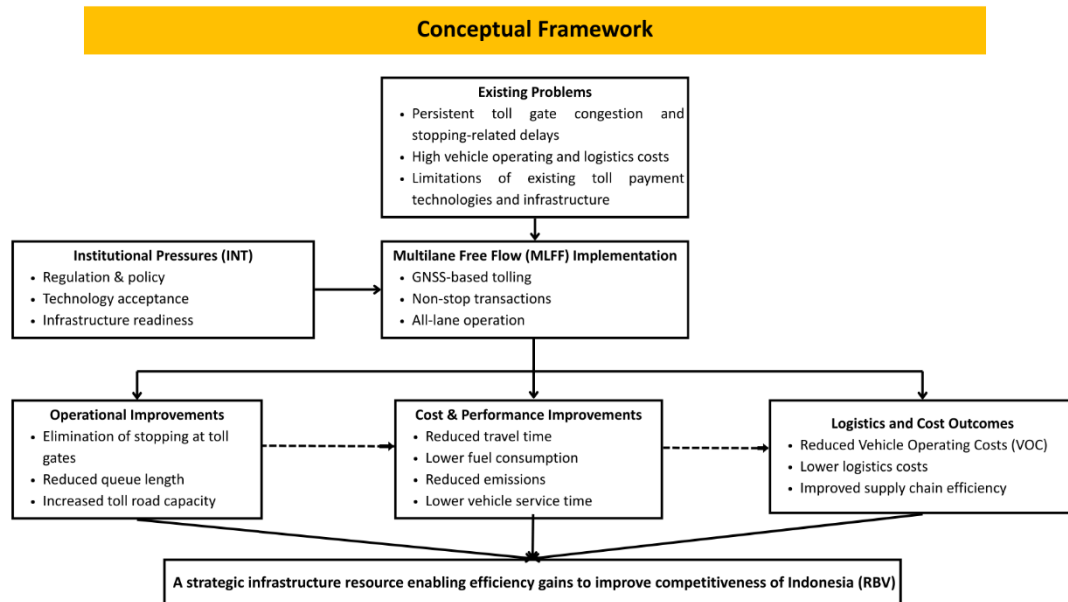 Conceptual Framework
Existing Problems
• Persistent toll gate congestion and
stopping-related delays
• High vehicle operating and logistics costs
• Limitations of existing toll payment
technologies and infrastructure
Institutional Pressures (INT)
• Regulation & policy
• Technology acceptance
• Infrastructure readiness
Multilane Free Flow (MLFF) Implementation
• GNSS-based tolling
• Non-stop transactions
• All-lane operation
Operational Improvements
• Elimination of stopping at toll
gates
• Reduced queue length
• Increased toll road capacity
Cost & Performance Improvements
• Reduced travel time
• Lower fuel consumption
• Reduced emissions
• Lower vehicle service time
Logistics and Cost Outcomes
• Reduced Vehicle Operating Costs (VOC)
• Lower logistics costs
• Improved supply chain efficiency
A strategic infrastructure resource enabling efficiency gains to improve competitiveness of Indonesia (RBV)